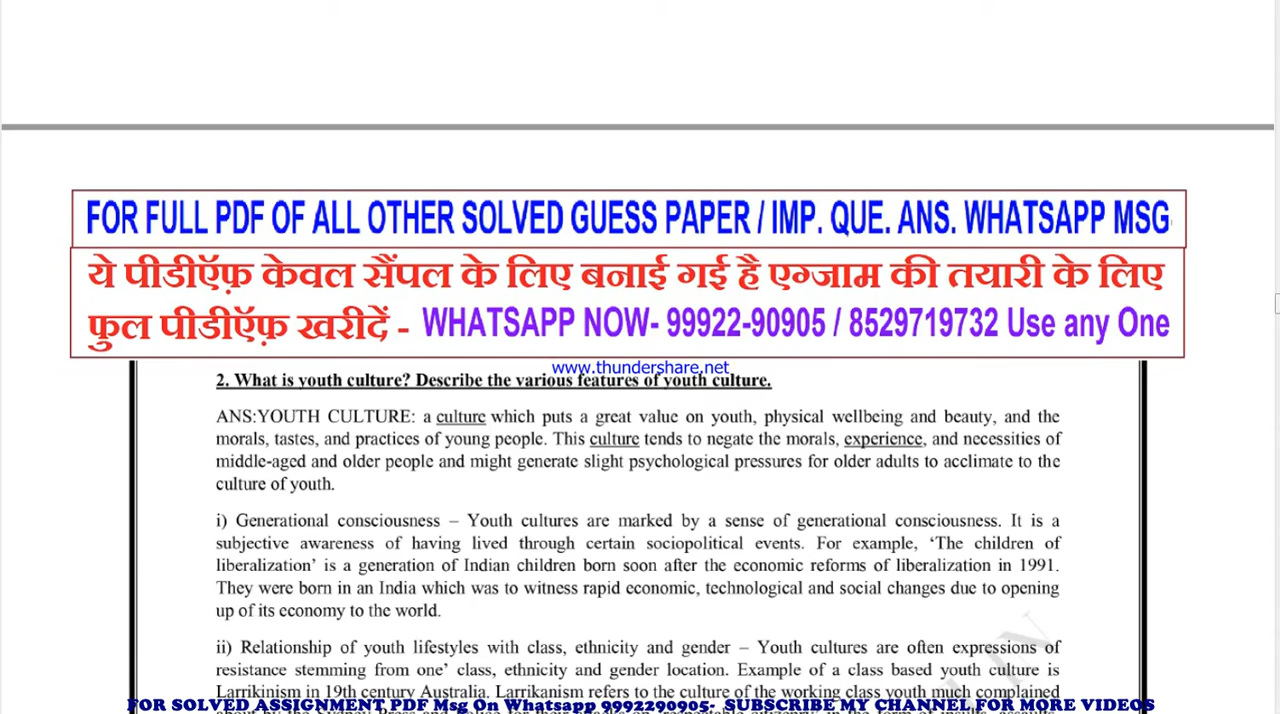 FOR FULL PDF OF ALL OTHER SOLVED GUESS PAPER / IMP. QUE. ANS. WHATSAPP MSG
ये पीडीऍफ़ केवल सैंपल के लिए बनाई गई है एग्जाम की तयारी के लिए
फुल पीडीऍफ़ खरीदें - WHATSAPP NOW- 99922-90905 / 8529719732 Use any One
www.thundershare.net
2. What is youth culture? Describe the various features of youth culture.
ANS:YOUTH CULTURE: a culture which puts a great value on youth, physical wellbeing and beauty, and the
morals, tastes, and practices of young people. This culture tends to negate the morals, experience, and necessities of
middle-aged and older people and might generate slight psychological pressures for older adults to acclimate to the
culture of youth.
i) Generational consciousness – Youth cultures are marked by a sense of generational consciousness. It is a
subjective awareness of having lived through certain sociopolitical events. For example, ‘The children of
liberalization’ is a generation of Indian children born soon after the economic reforms of liberalization in 1991.
They were born in an India which was to witness rapid economic, technological and social changes due to opening
up of its economy to the world.
ii) Relationship of youth lifestyles with class, ethnicity and gender – Youth cultures are often expressions of
resistance stemming from one’ class, ethnicity and gender location. Example of a class based youth culture is
Larrikinism in 19th century Australia. Larrikanism refers to the culture of the working class youth much complained
FOR SOLVED ASSIGNMENT PDF Msg On Whatsapp 9992290905- SUBSCRIBE MY CHANNEL FOR MORE VIDEOS